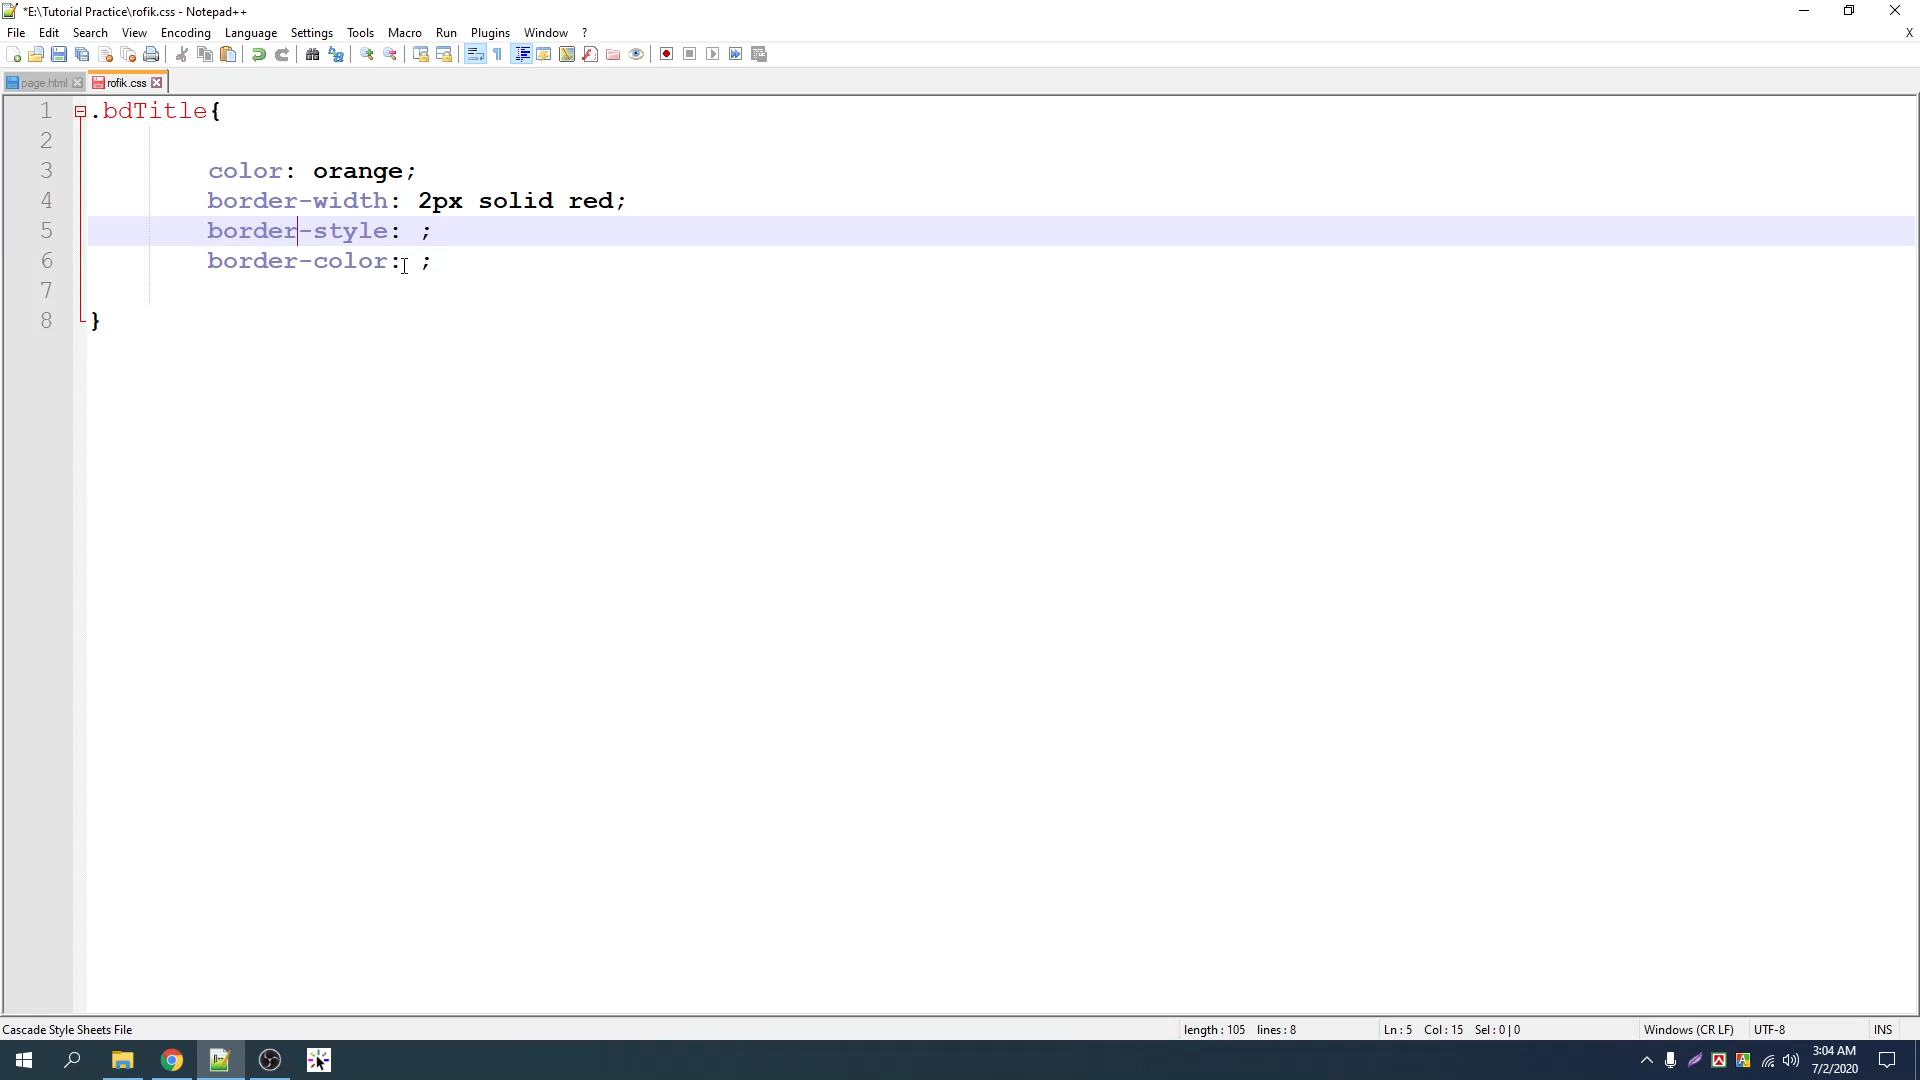 *E:\Tutorial Practice\rofik.css - Notepad++
File Edit Search View Encoding Language Settings Tools Macro Run Plugins Window ? X
page.html rofik.css
1 .bdTitle{
2
3 color: orange;
4 border-width: 2px solid red;
5 border-style: ;
6 border-color: ;
7
8 }
Cascade Style Sheets File length : 105 lines : 8 Ln : 5 Col : 15 Sel : 0 | 0 Windows (CR LF) UTF-8 INS
3:04 AM
7/2/2020